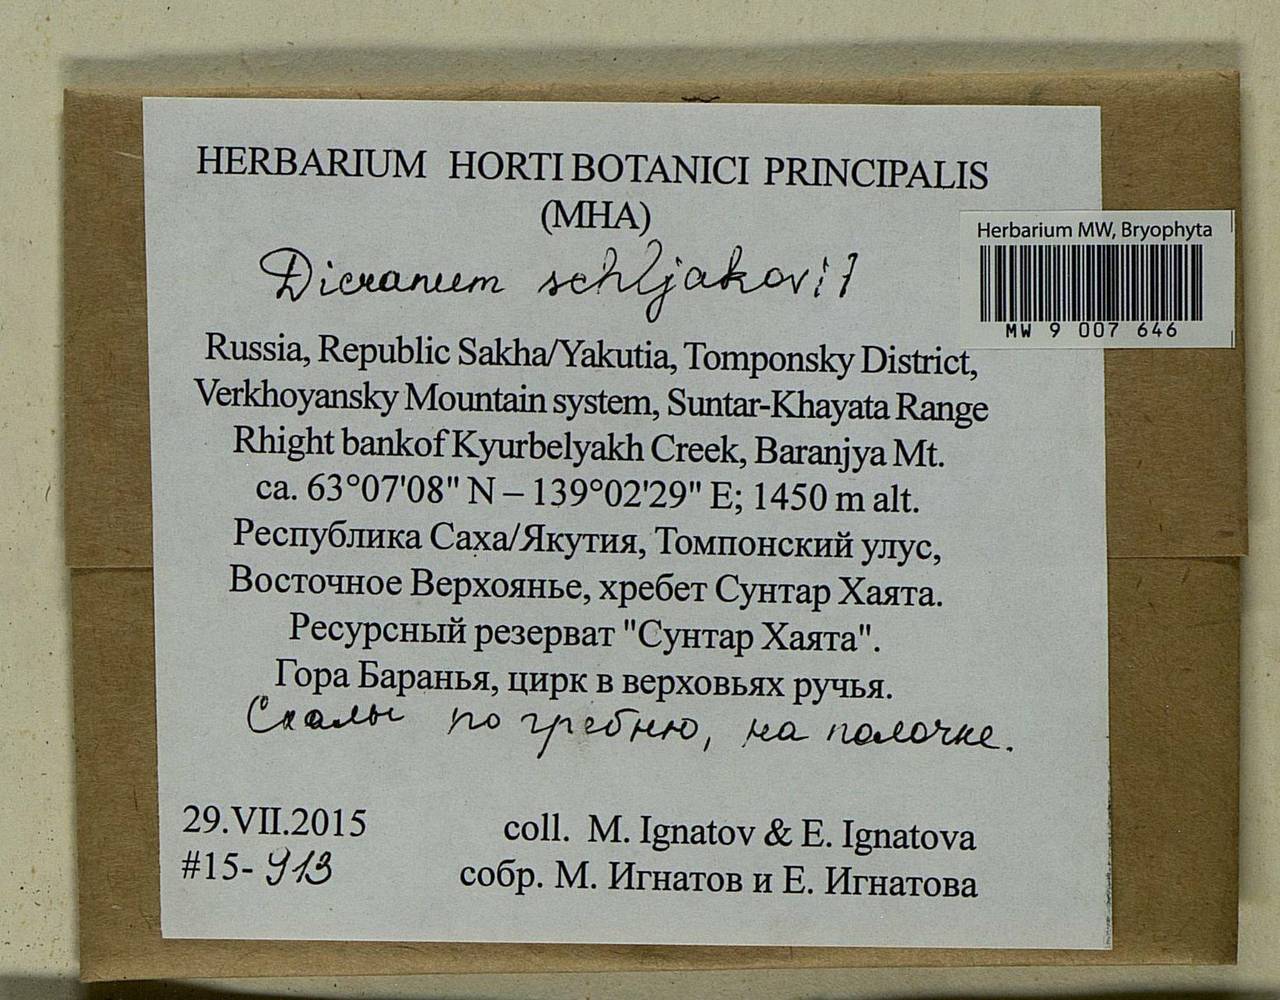 HERBARIUM HORTI BOTANICI PRINCIPALIS
(MHA)
Herbarium MW, Bryophyta
MW 9 007 646
Dicranum schljakovii
Russia, Republic Sakha/Yakutia, Tomponsky District,
Verkhoyansky Mountain system, Suntar-Khayata Range
Rhight bankof Kyurbelyakh Creek, Baranjya Mt.
ca. 63°07'08" N – 139°02'29" E; 1450 m alt.
Республика Саха/Якутия, Томпонский улус,
Восточное Верхоянье, хребет Сунтар Хаята.
Ресурсный резерват "Сунтар Хаята".
Гора Баранья, цирк в верховьях ручья.
Скалы по гребню, на полочке.
29.VII.2015
coll. M. Ignatov & E. Ignatova
#15-913
собр. М. Игнатов и Е. Игнатова